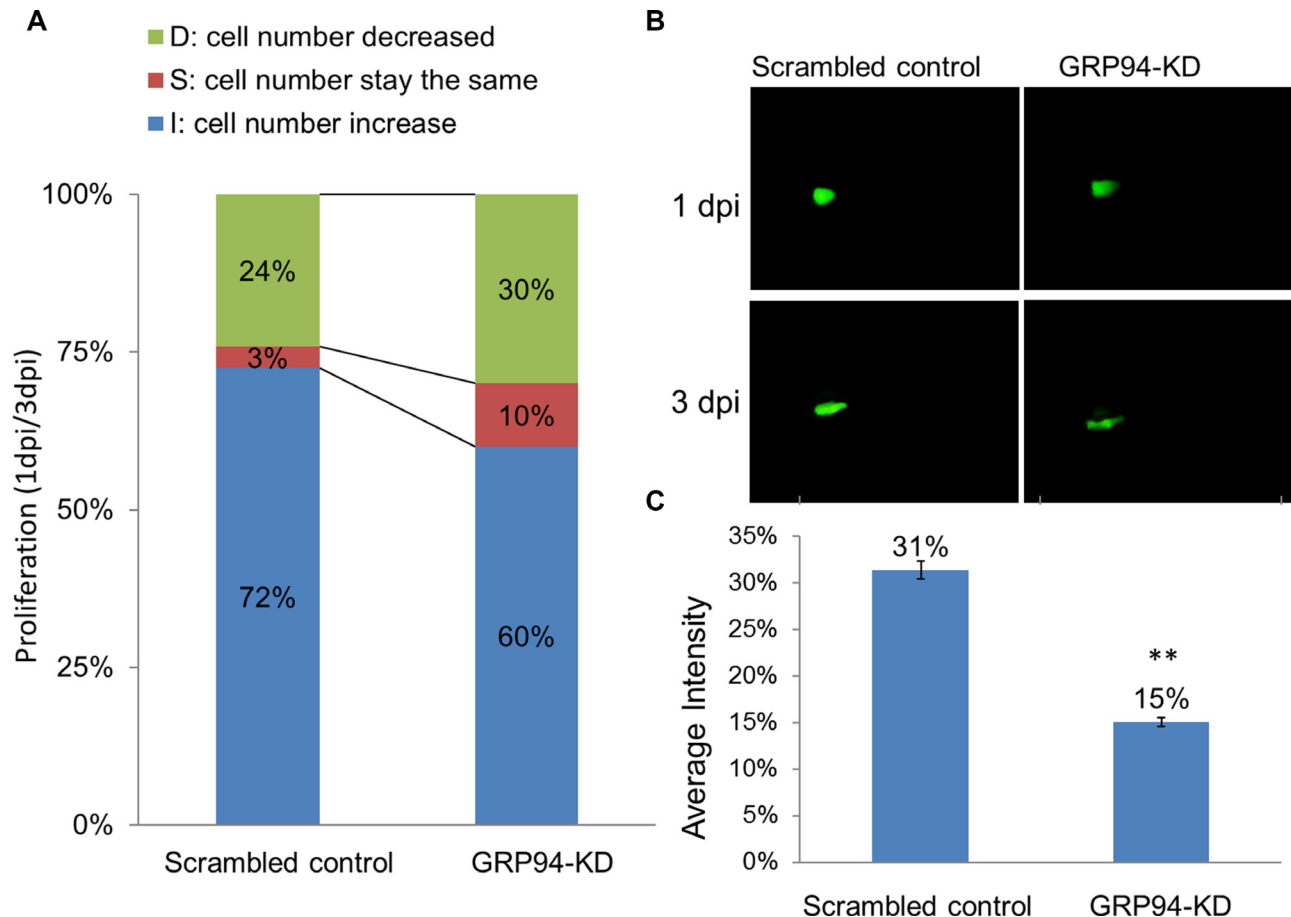 A
D: cell number decreased
S: cell number stay the same
I: cell number increase
Proliferation (1dpi/3dpi)
100%
75%
50%
25%
0%
24%
3%
72%
30%
10%
60%
Scrambled control
GRP94-KD
B
Scrambled control
GRP94-KD
1 dpi
3 dpi
C
Average Intensity
35%
30%
25%
20%
15%
10%
5%
0%
31%
**
15%
Scrambled control
GRP94-KD